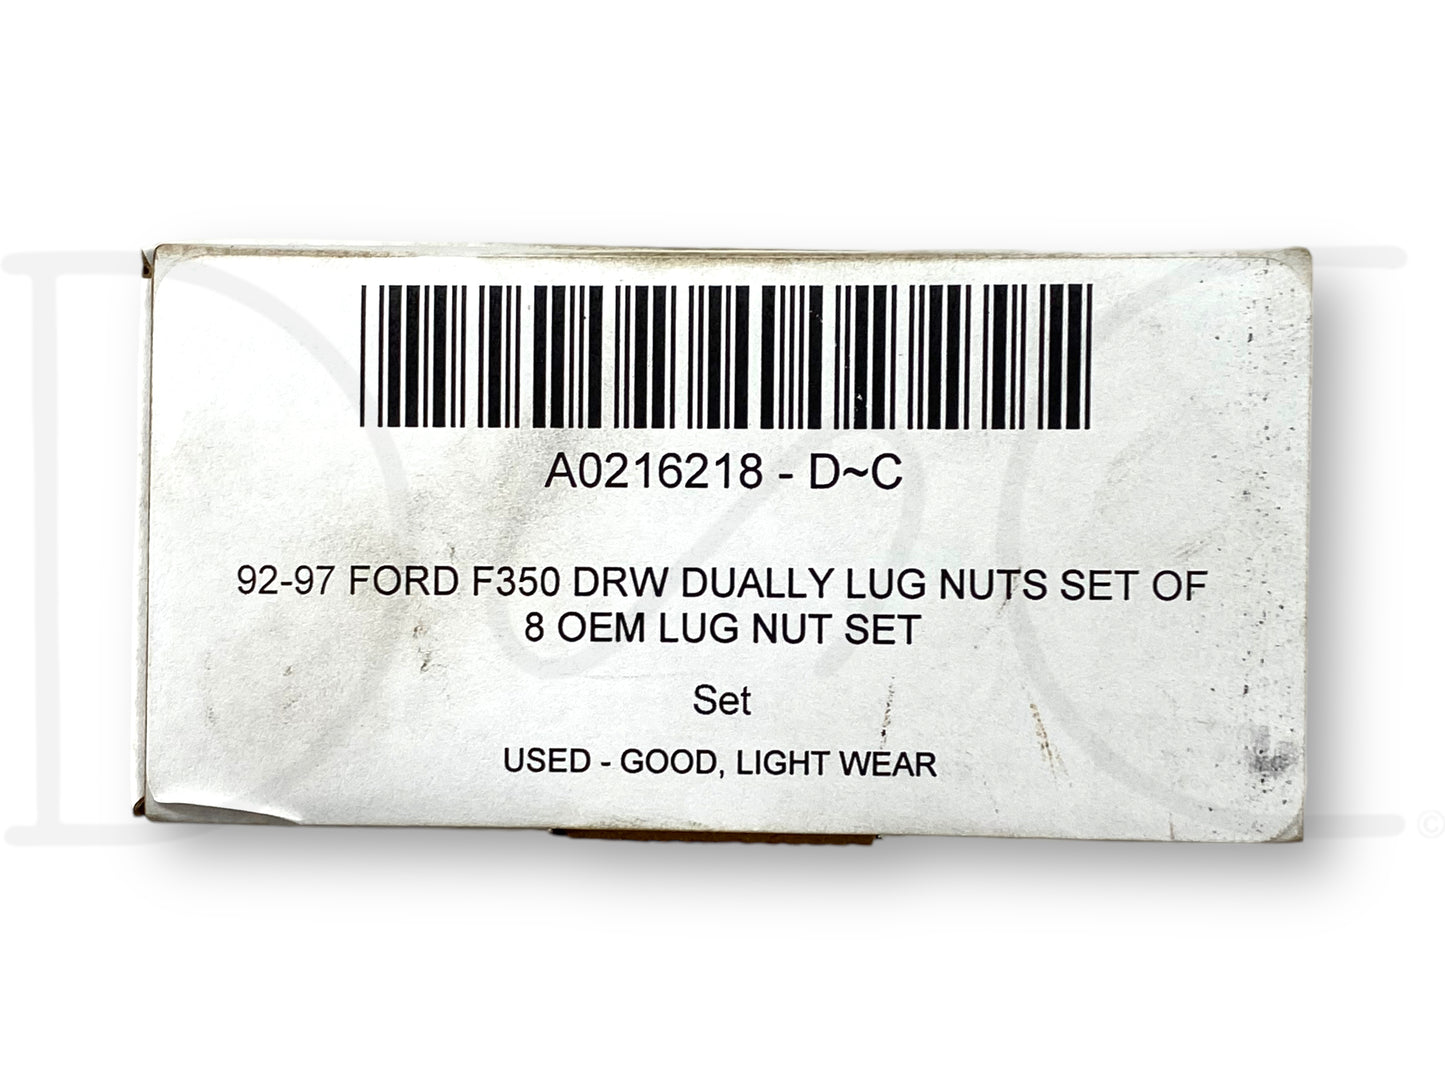 A0216218 - D~C
92-97 FORD F350 DRW DUALLY LUG NUTS SET OF
8 OEM LUG NUT SET
Set
USED - GOOD, LIGHT WEAR